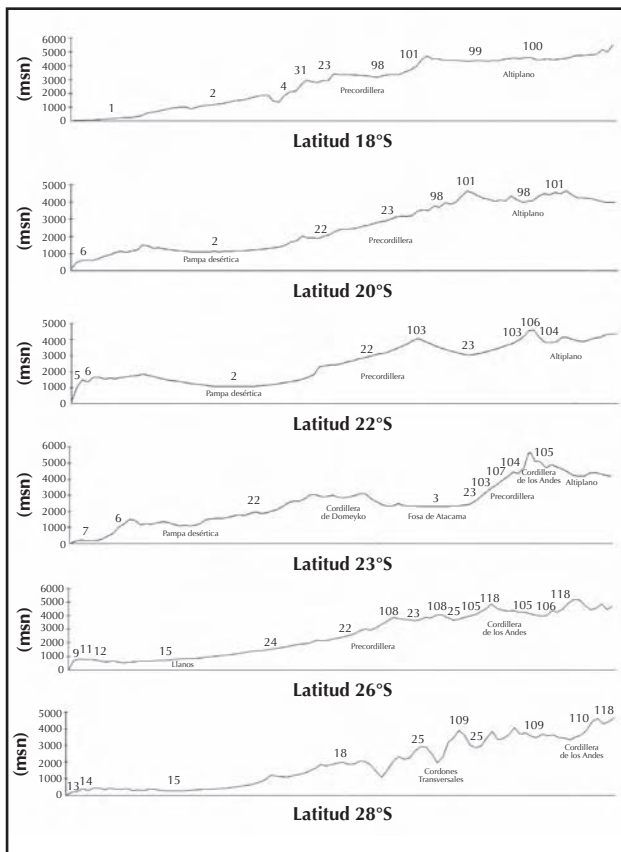 (msn)
6000
5000
4000
3000
2000
1000
0
1 2 4 31 23 98 101 99 100
Precordillera Altiplano
Latitud 18°S
(msn)
5000
4000
3000
2000
1000
0
6 2 22 23 98 101 98 101
Pampa desértica Precordillera Altiplano
Latitud 20°S
(msn)
5000
4000
3000
2000
1000
0
5 6 2 22 103 23 103 106 104
Pampa desértica Precordillera Altiplano
Latitud 22°S
(msn)
6000
5000
4000
3000
2000
1000
0
7 6 22 3 23 103 107 104 105
Pampa desértica Cordillera de Domeyko Fosa de Atacama Precordillera Cordillera de los Andes Altiplano
Latitud 23°S
(msn)
6000
5000
4000
3000
2000
1000
0
9 11 12 15 24 22 108 23 108 25 105 118 105 106 118
Llanos Precordillera Cordillera de los Andes
Latitud 26°S
(msn)
5000
4000
3000
2000
1000
0
13 14 15 18 25 109 25 109 110 118
Cordones Transversales Cordillera de los Andes
Latitud 28°S